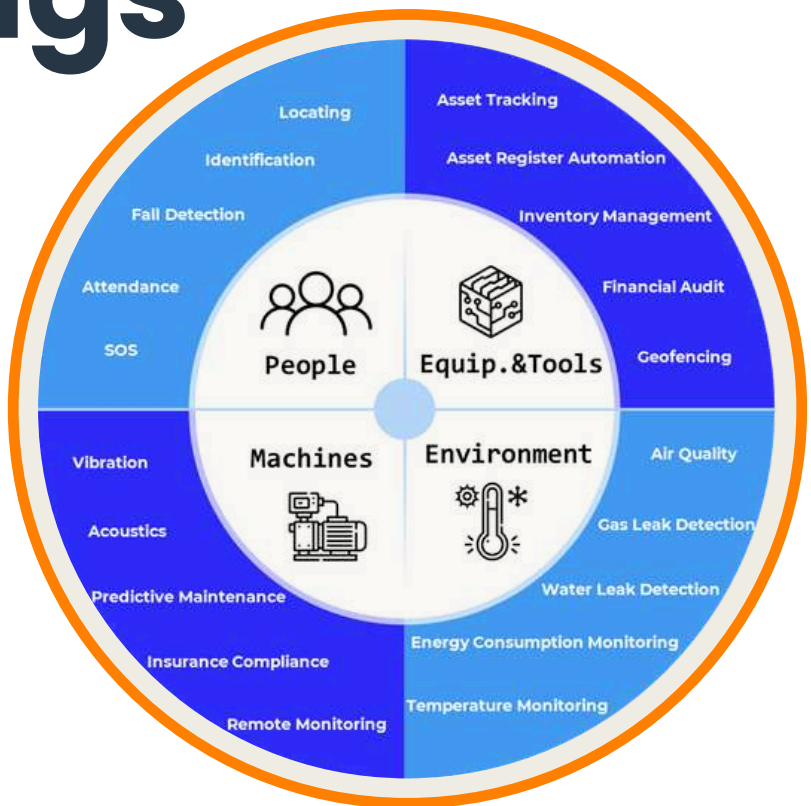 ngs
Locating
Identification
Fall Detection
Attendance
SOS
People
Asset Tracking
Asset Register Automation
Inventory Management
Financial Audit
Geofencing
Equip.&Tools
Machines
Vibration
Acoustics
Predictive Maintenance
Insurance Compliance
Remote Monitoring
Environment
Air Quality
Gas Leak Detection
Water Leak Detection
Energy Consumption Monitoring
Temperature Monitoring